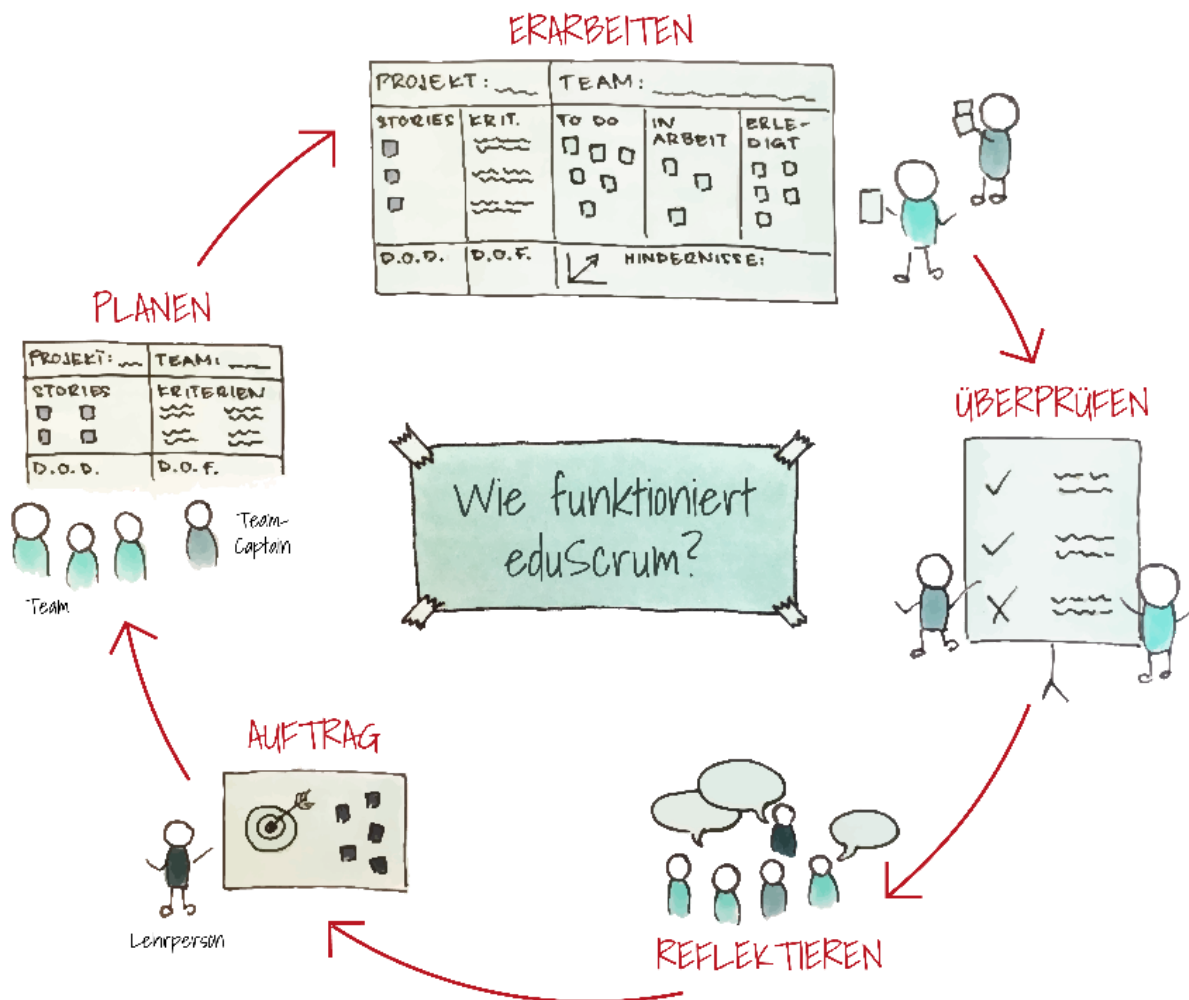 ERARBEITEN
PROJEKT:
TEAM:
STORIES
KRIT.
TO DO
IN
ARBEIT
ERLE-
DIGT
D.O.D.
D.O.F.
HINDERNISSE:
PLANEN
PROJEKT:
TEAM:
STORIES
KRITERIEN
D.O.D.
D.O.F.
Team-
Captain
Team
ÜBERPRÜFEN
Wie funktioniert
eduScrum?
AUFTRAG
Lehrperson
REFLEKTIEREN